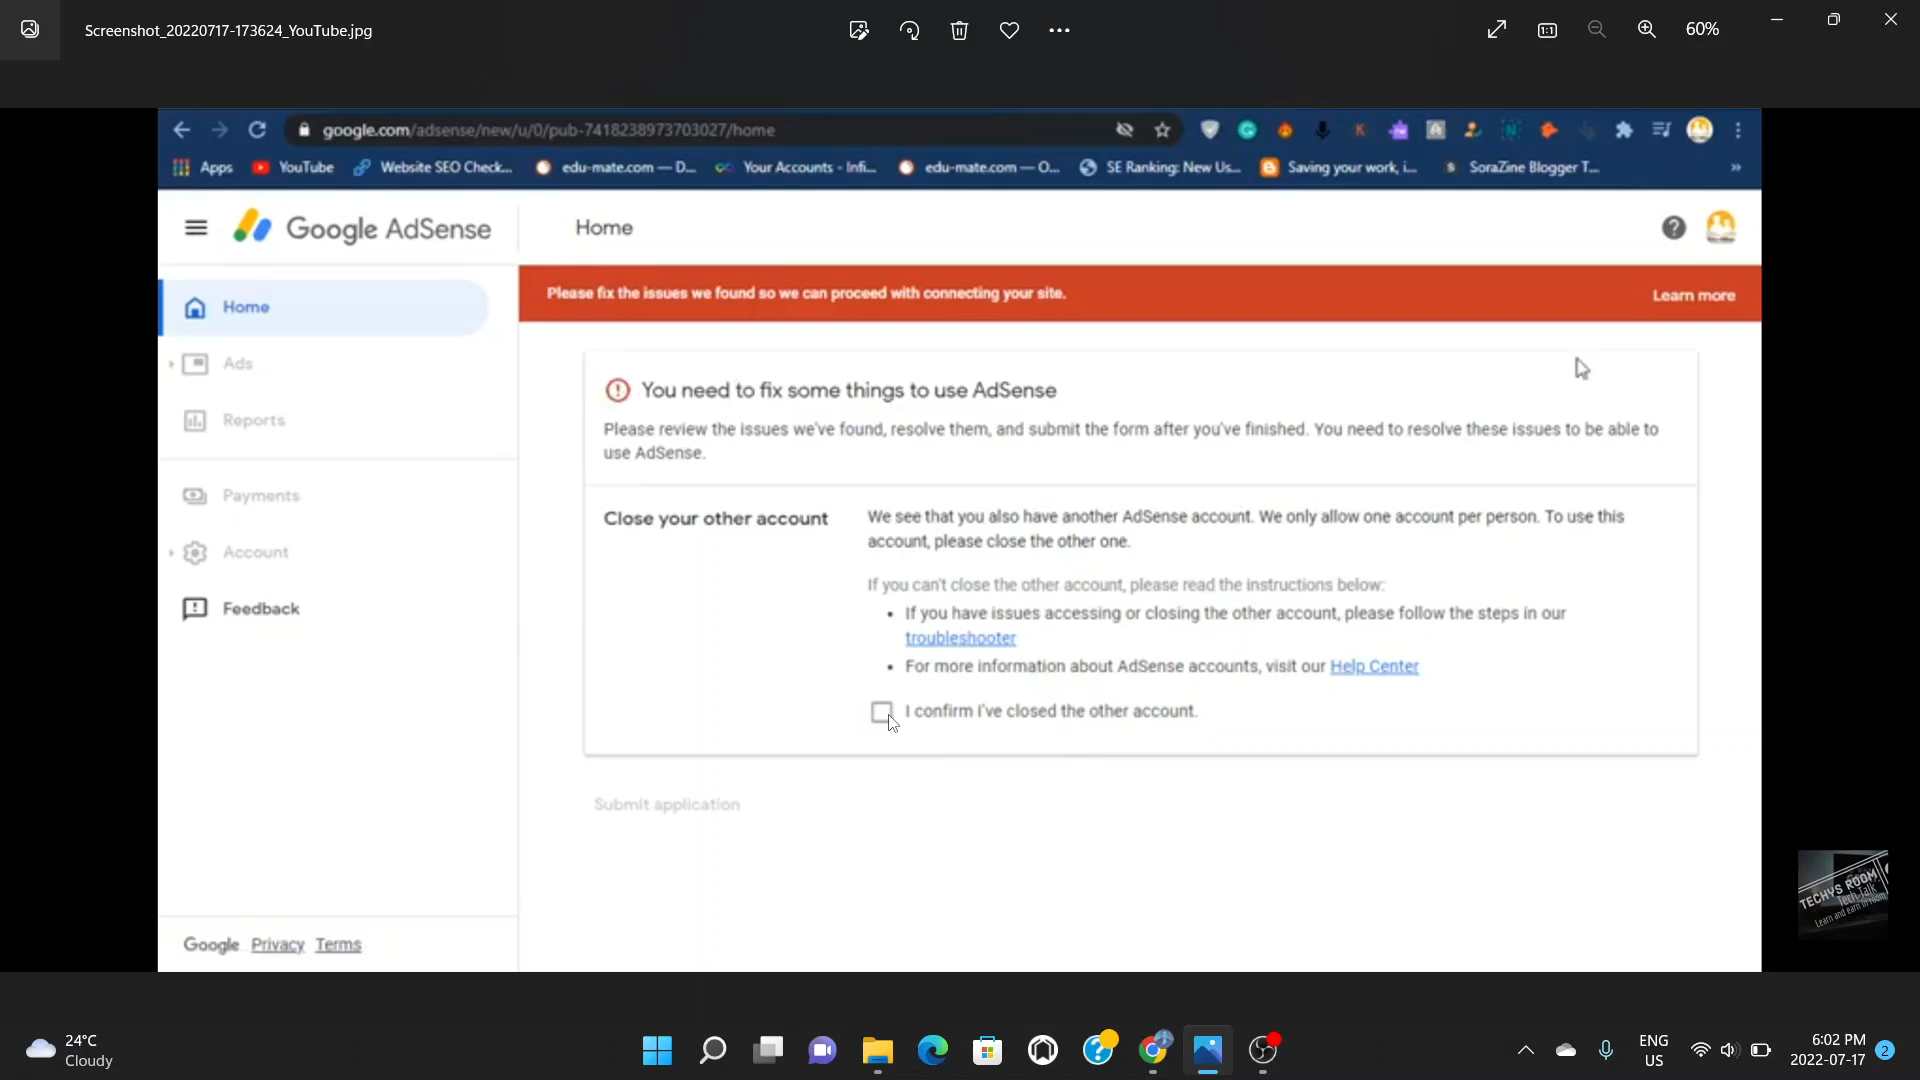 Screenshot_20220717-173624_YouTube.jpg
60%
google.com/adsense/new/u/0/pub-7418238973703027/home
Apps
YouTube
Website SEO Check...
edu-mate.com — D...
Your Accounts - Infi...
edu-mate.com — O...
SE Ranking: New Us...
Saving your work, i...
SoraZine Blogger T...
»
Google AdSense
Home
Home
Ads
Reports
Payments
Account
Feedback
Google Privacy Terms
Please fix the issues we found so we can proceed with connecting your site.
Learn more
You need to fix some things to use AdSense
Please review the issues we've found, resolve them, and submit the form after you've finished. You need to resolve these issues to be able to
use AdSense.
Close your other account
We see that you also have another AdSense account. We only allow one account per person. To use this
account, please close the other one.
If you can't close the other account, please read the instructions below:
• If you have issues accessing or closing the other account, please follow the steps in our
troubleshooter
• For more information about AdSense accounts, visit our Help Center
I confirm I've closed the other account.
Submit application
TECHYS ROOM
Tech Talk
Learn and earn in room
24°C
Cloudy
ENG
US
6:02 PM
2022-07-17
2